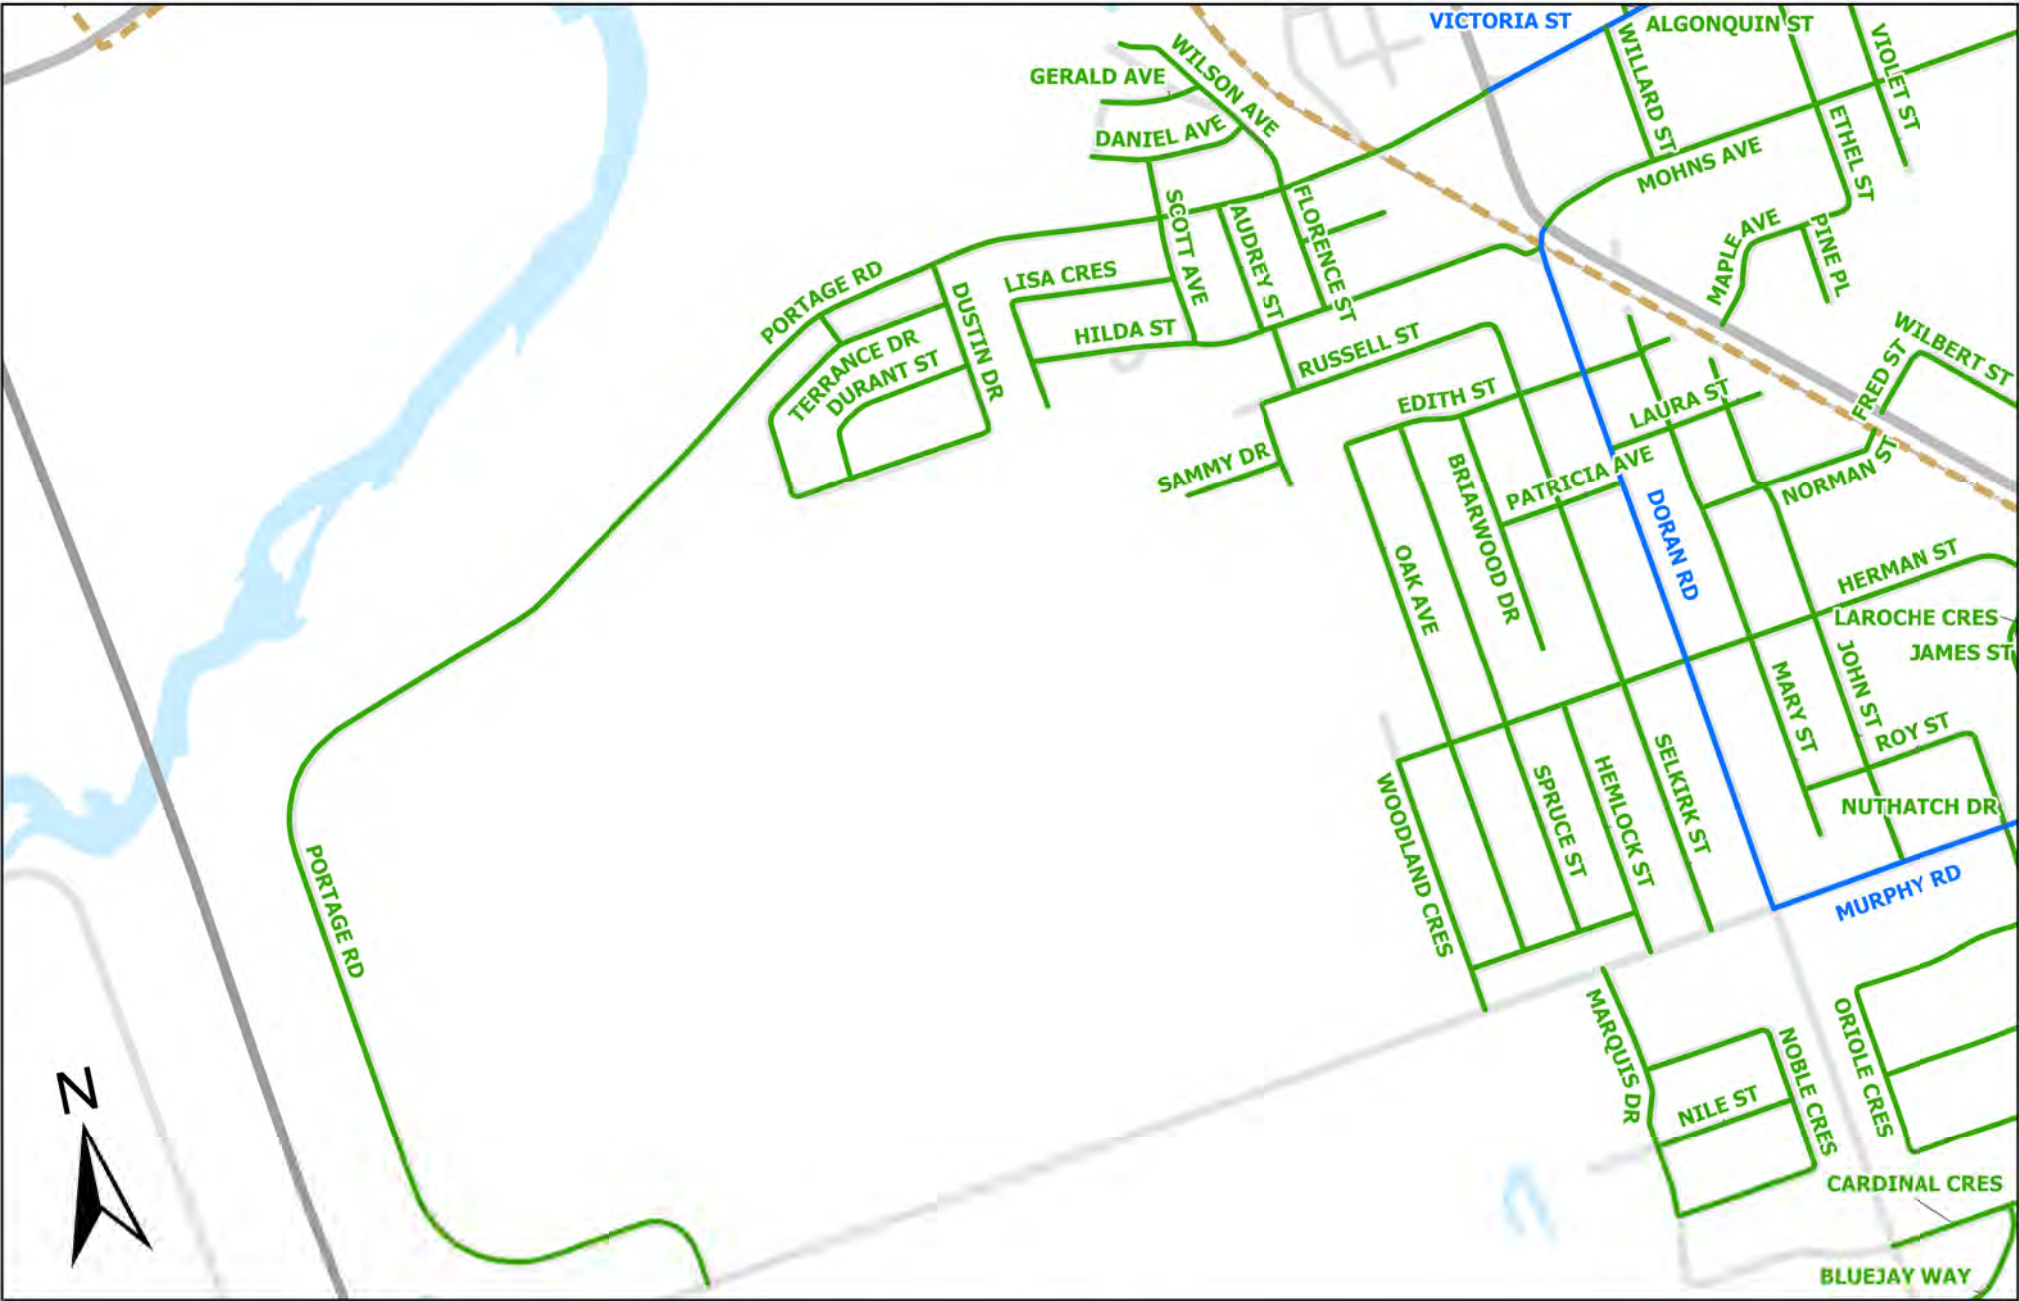 VICTORIA ST
ALGONQUIN ST
WILLARD ST
VIOLET ST
WILSON AVE
GERALD AVE
DANIEL AVE
ETHEL ST
MOHNS AVE
SCOTT AVE
AUDREY ST
FLORENCE ST
MAPLE AVE
PINE PL
PORTAGE RD
LISA CRES
DUSTIN DR
HILDA ST
TERRANCE DR
DURANT ST
RUSSELL ST
WILBERT ST
FRED ST
EDITH ST
LAURA ST
SAMMY DR
BRIARWOOD DR
PATRICIA AVE
NORMAN ST
DORAN RD
OAK AVE
HERMAN ST
LAROCHE CRES
JAMES ST
JOHN ST
MARY ST
ROY ST
WOODLAND CRES
SPRUCE ST
HEMLOCK ST
SELKIRK ST
NUTHATCH DR
MURPHY RD
PORTAGE RD
MARQUIS DR
NOBLE CRES
ORIOLE CRES
NILE ST
N
CARDINAL CRES
BLUEJAY WAY